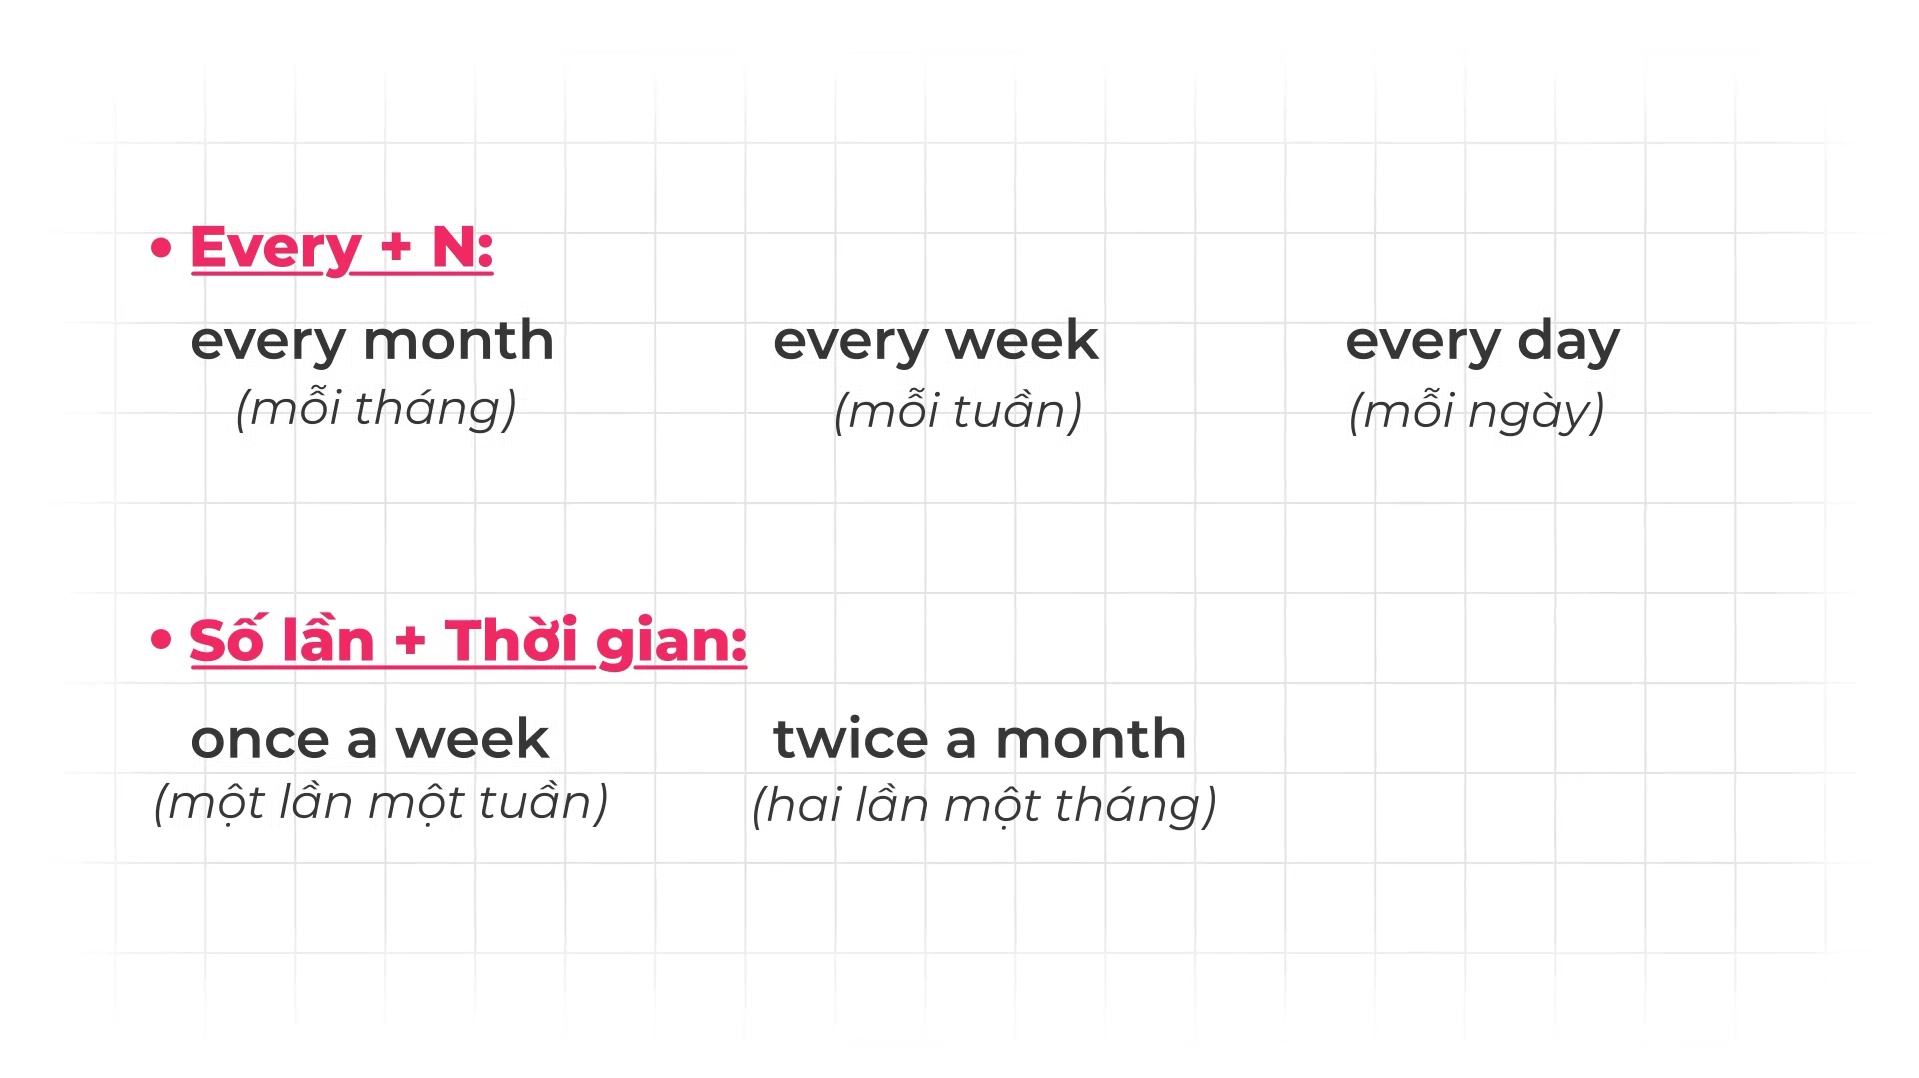 • Every + N:
every month every week every day
(mỗi tháng) (mỗi tuần) (mỗi ngày)
• Số lần + Thời gian:
once a week twice a month
(một lần một tuần) (hai lần một tháng)